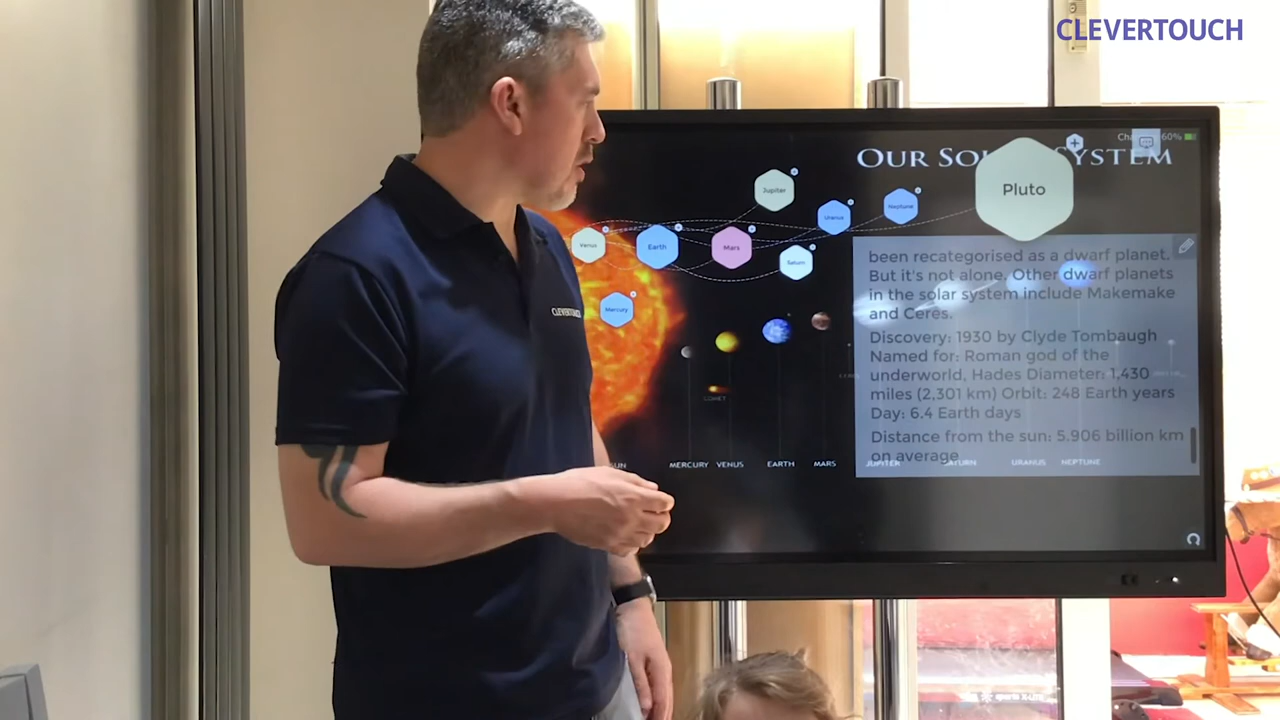 CLEVERTOUCH
60%
OUR SOL SYSTEM
Pluto
Jupiter
Uranus
Neptune
Venus
Earth
Mars
Saturn
Mercury
CLEVERTOUCH
been recategorised as a dwarf planet.
But it's not alone. Other dwarf planets
in the solar system include Makemake
and Ceres.
Discovery: 1930 by Clyde Tombaugh
Named for: Roman god of the
underworld, Hades Diameter: 1,430
miles (2,301 km) Orbit: 248 Earth years
Day: 6.4 Earth days
Distance from the sun: 5.906 billion km
on average
COMET
SUN MERCURY VENUS EARTH MARS JUPITER SATURN URANUS NEPTUNE